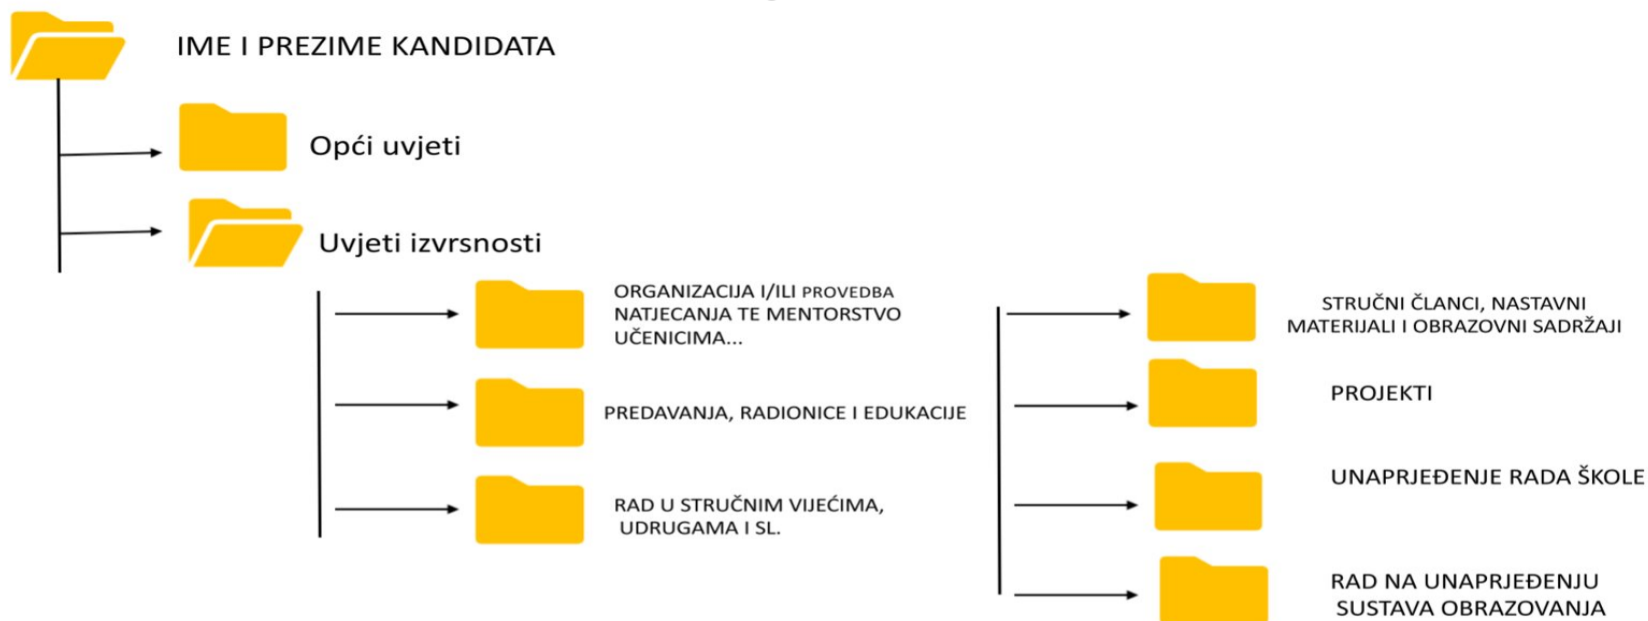 IME I PREZIME KANDIDATA
Opći uvjeti
Uvjeti izvrsnosti
ORGANIZACIJA I/ILI PROVEDBA
NATJECANJA TE MENTORSTVO
UČENICIMA...
PREDAVANJA, RADIONICE I EDUKACIJE
RAD U STRUČNIM VIJEĆIMA,
UDRUGAMA I SL.
STRUČNI ČLANCI, NASTAVNI
MATERIJALI I OBRAZOVNI SADRŽAJI
PROJEKTI
UNAPRJEĐENJE RADA ŠKOLE
RAD NA UNAPRJEĐENJU
SUSTAVA OBRAZOVANJA